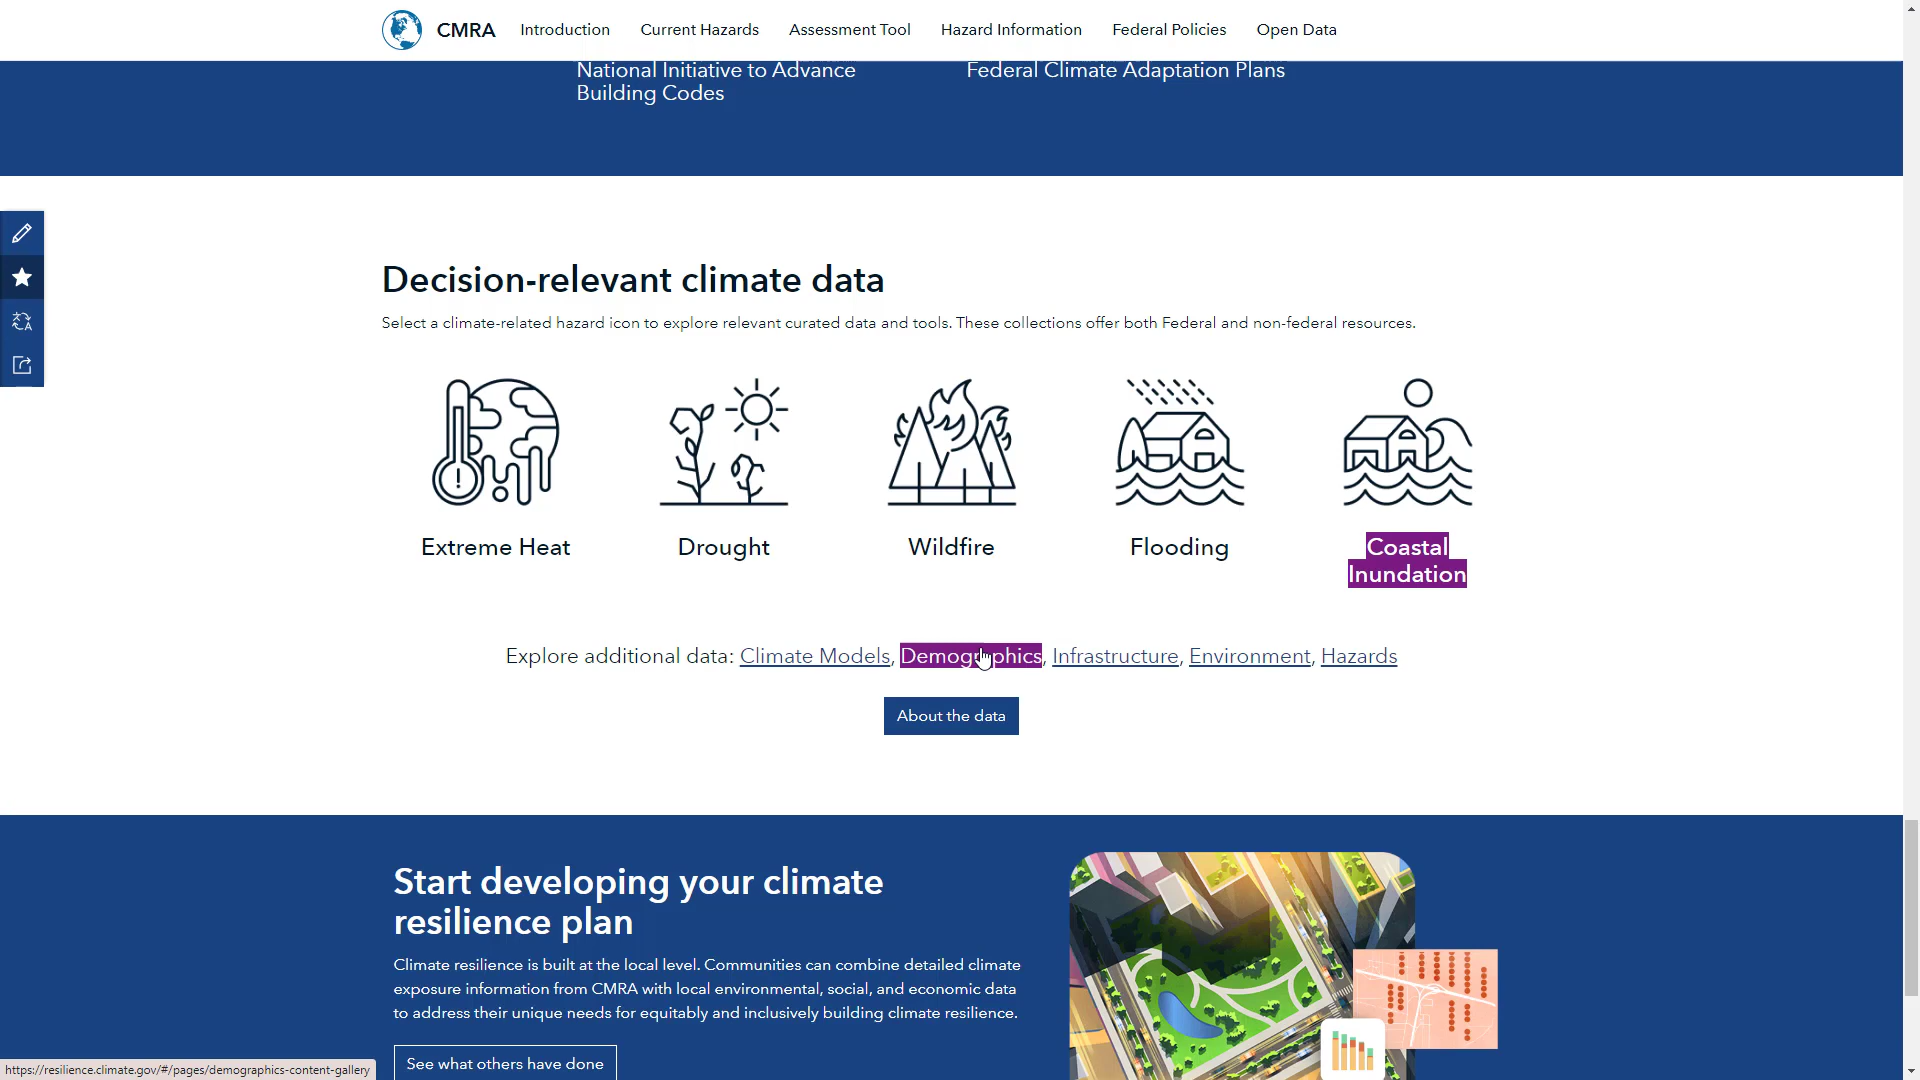 CMRA
Introduction
Current Hazards
Assessment Tool
Hazard Information
Federal Policies
Open Data
National Initiative to Advance
Building Codes
Federal Climate Adaptation Plans
Decision-relevant climate data
Select a climate-related hazard icon to explore relevant curated data and tools. These collections offer both Federal and non-federal resources.
Extreme Heat
Drought
Wildfire
Flooding
Coastal
Inundation
Explore additional data: Climate Models, Demographics, Infrastructure, Environment, Hazards
About the data
Start developing your climate
resilience plan
Climate resilience is built at the local level. Communities can combine detailed climate
exposure information from CMRA with local environmental, social, and economic data
to address their unique needs for equitably and inclusively building climate resilience.
See what others have done
https://resilience.climate.gov/#/pages/demographics-content-gallery